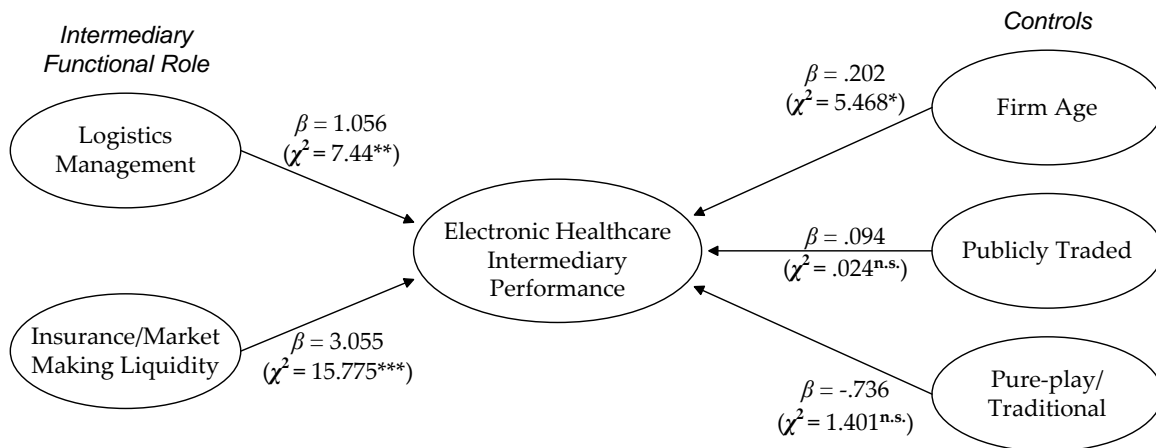 Intermediary
Functional Role
Logistics
Management
β = 1.056
(χ² = 7.44**)
Insurance/Market
Making Liquidity
β = 3.055
(χ² = 15.775***)
Electronic Healthcare
Intermediary
Performance
Controls
β = .202
(χ² = 5.468*)
Firm Age
β = .094
(χ² = .024ⁿ·ˢ·)
Publicly Traded
β = -.736
(χ² = 1.401ⁿ·ˢ·)
Pure-play/
Traditional